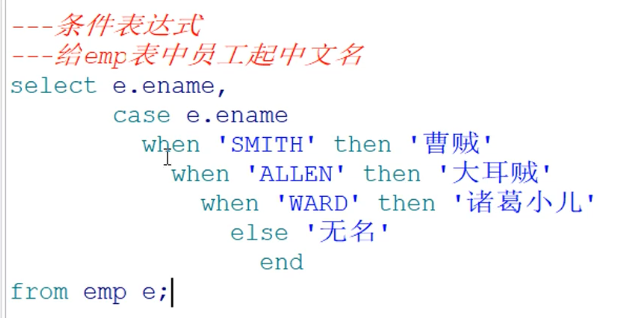 ---条件表达式
---给emp表中员工起中文名
select e.ename,
case e.ename
when 'SMITH' then '曹贼'
when 'ALLEN' then '大耳贼'
when 'WARD' then '诸葛小儿'
else '无名'
end
from emp e;